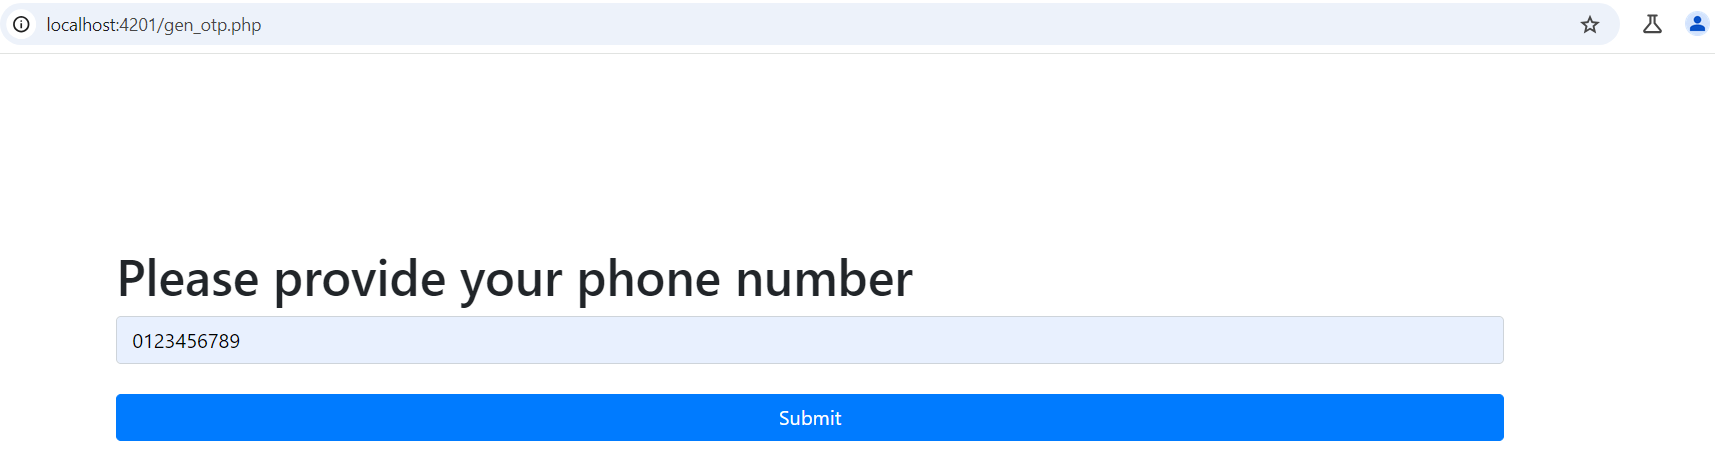 localhost:4201/gen_otp.php
Please provide your phone number
0123456789
Submit